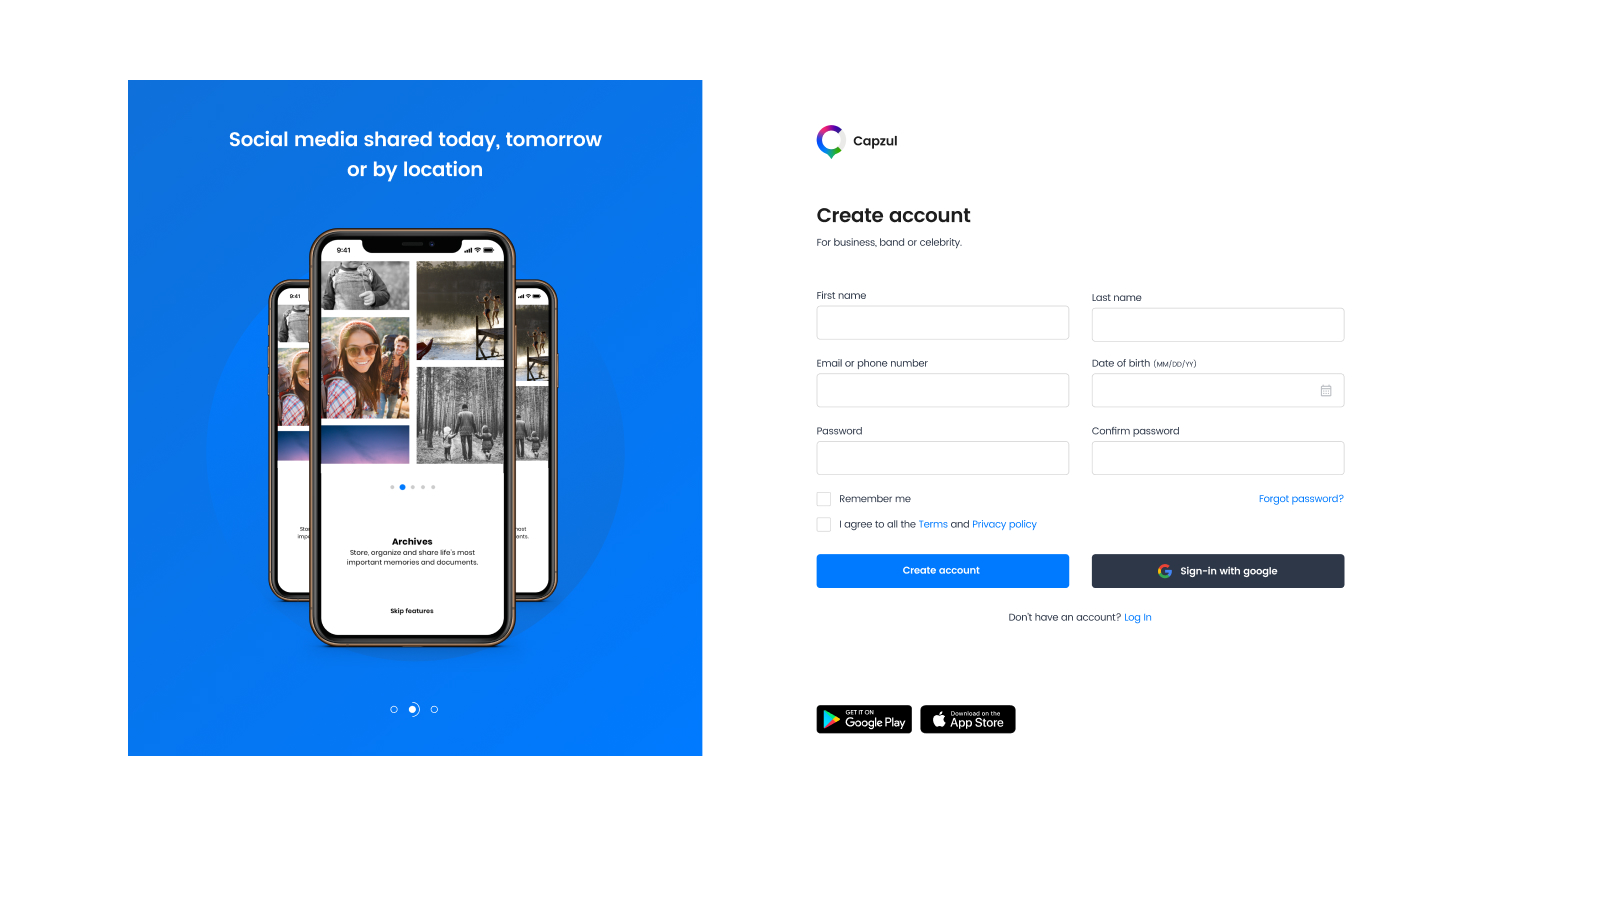 Social media shared today, tomorrow
or by location
9:41
9:41
Archives
Store, organize and share life's most
important memories and documents.
Skip features
Capzul
Create account
For business, band or celebrity.
First name
Last name
Email or phone number
Date of birth (MM/DD/YY)
Password
Confirm password
Remember me
Forgot password?
I agree to all the Terms and Privacy policy
Create account
Sign-in with google
Don't have an account? Log In
GET IT ON
Google Play
Download on the
App Store